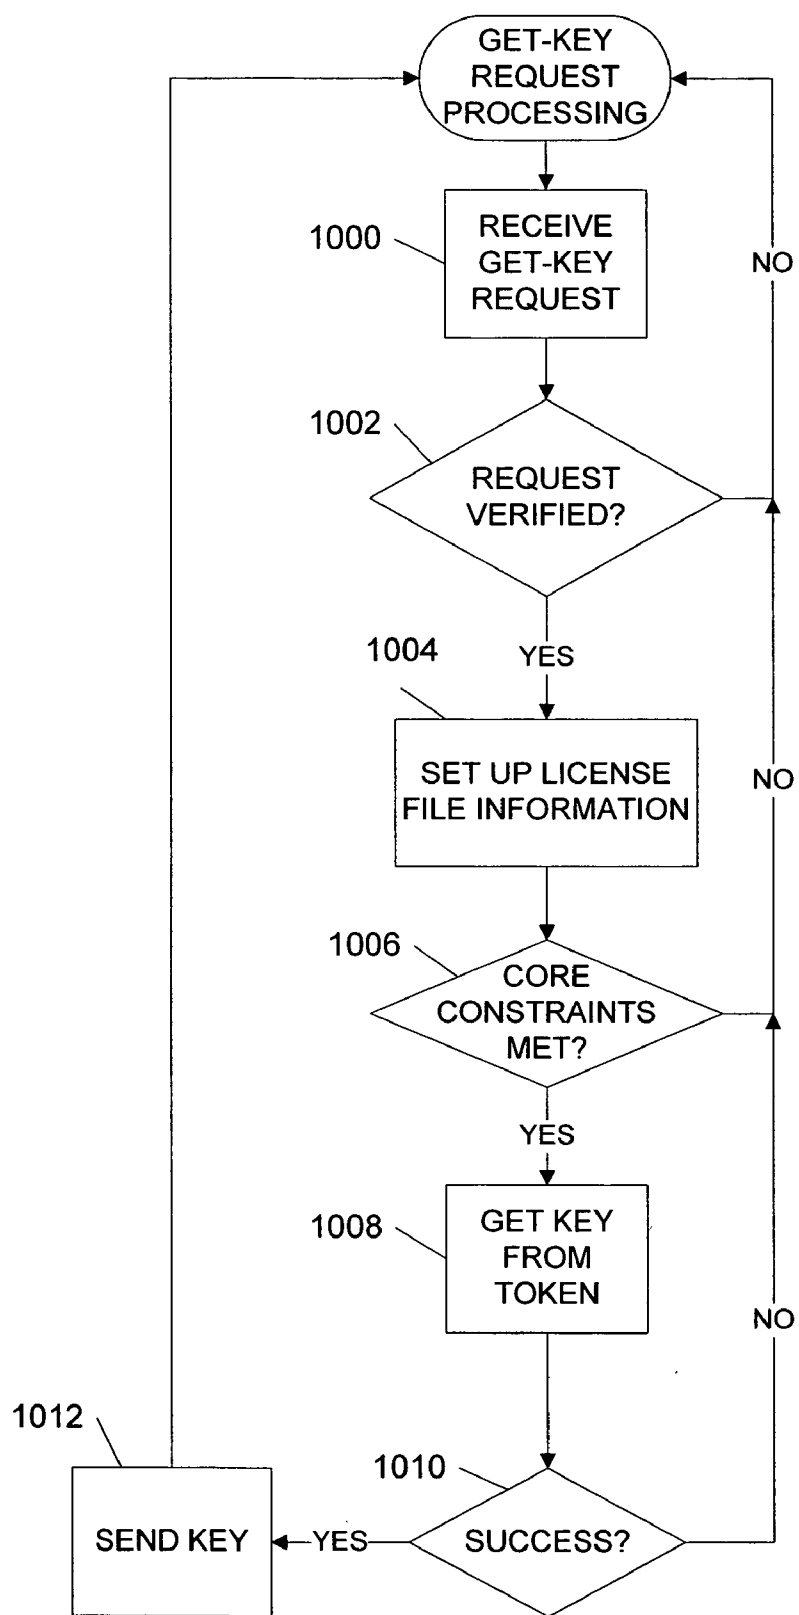 GET-KEY
REQUEST
PROCESSING
1000
RECEIVE
GET-KEY
REQUEST
NO
1002
REQUEST
VERIFIED?
YES
1004
SET UP LICENSE
FILE INFORMATION
NO
1006
CORE
CONSTRAINTS
MET?
YES
1008
GET KEY
FROM
TOKEN
NO
1012
SEND KEY
YES
1010
SUCCESS?